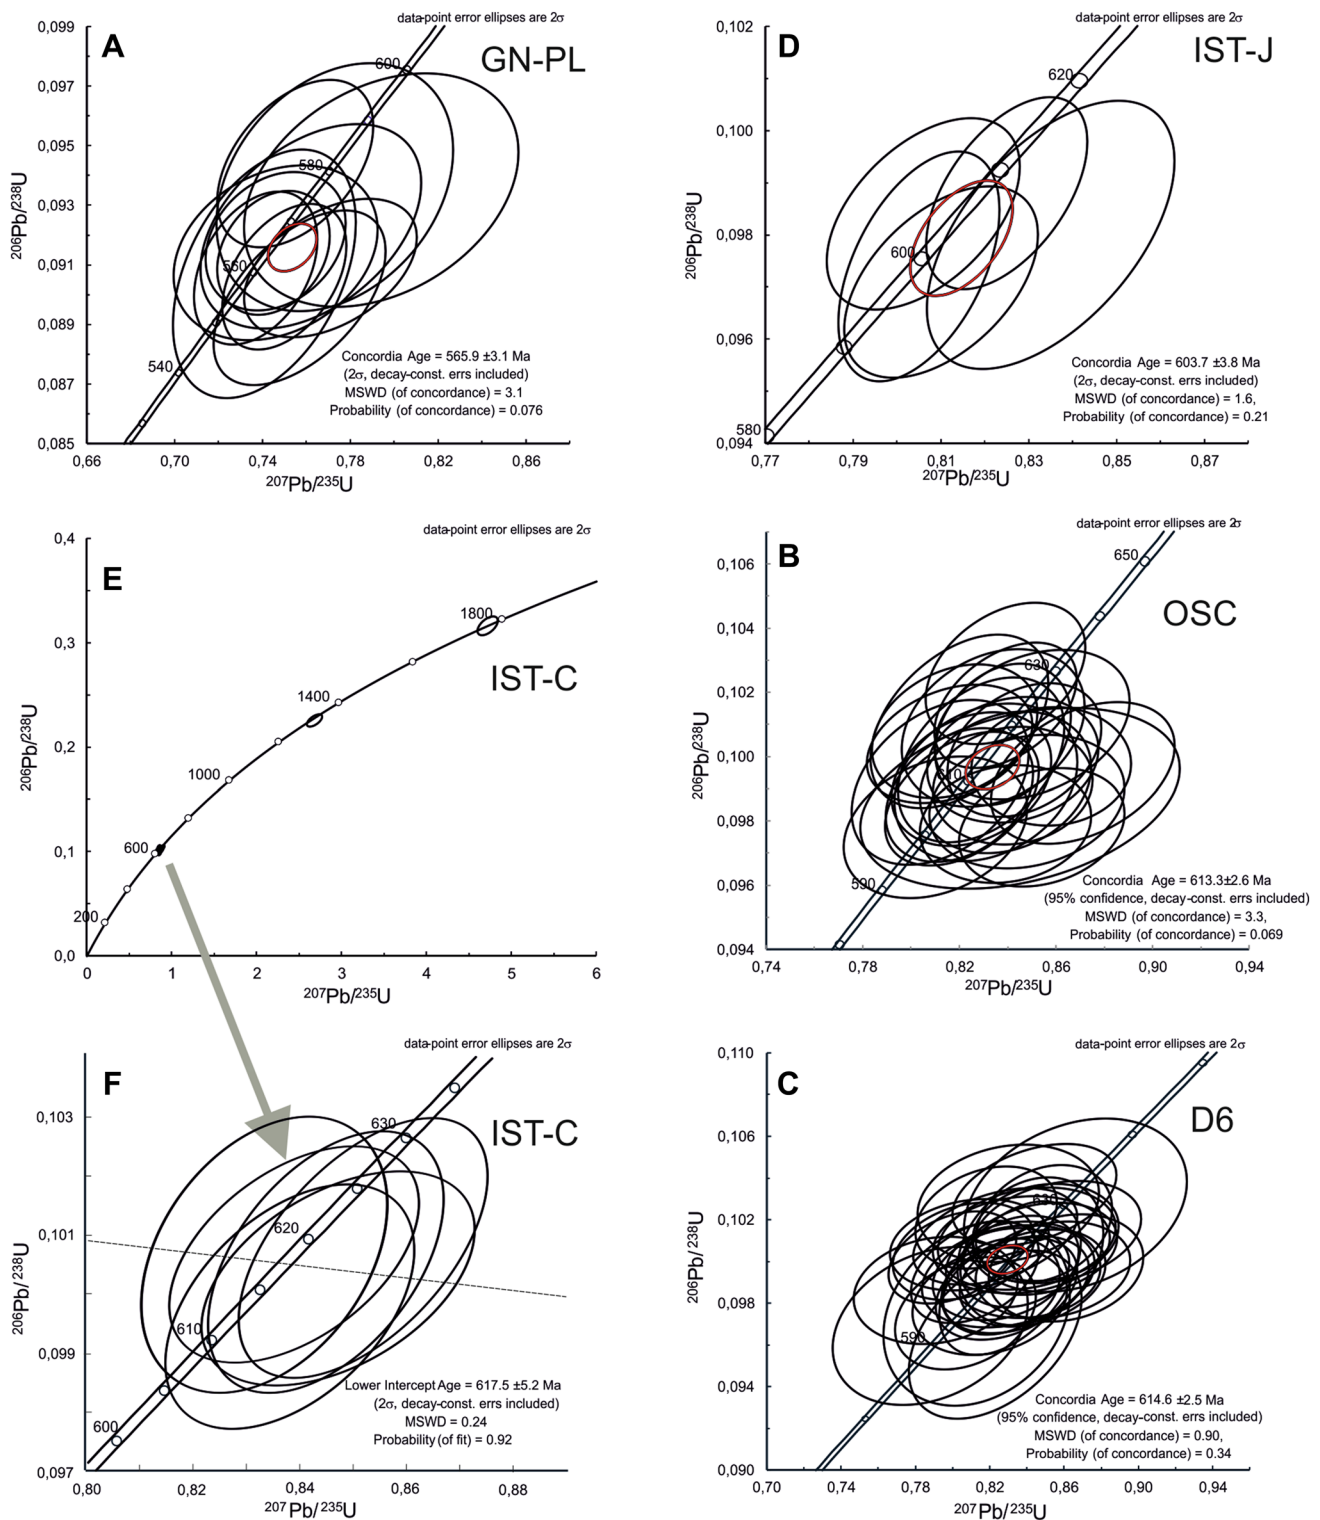 data-point error ellipses are 2σ
A
GN-PL
0,099
0,097
0,095
0,093
0,091
0,089
0,087
0,085
206Pb/238U
600
580
560
540
Concordia Age = 565.9 ±3.1 Ma
(2σ, decay-const. errs included)
MSWD (of concordance) = 3.1
Probability (of concordance) = 0.076
0,66 0,70 0,74 0,78 0,82 0,86
207Pb/235U
data-point error ellipses are 2σ
D
IST-J
0,102
0,100
0,098
0,096
0,094
206Pb/238U
620
600
580
Concordia Age = 603.7 ±3.8 Ma
(2σ, decay-const. errs included)
MSWD (of concordance) = 1.6,
Probability (of concordance) = 0.21
0,77 0,79 0,81 0,83 0,85 0,87
207Pb/235U
data-point error ellipses are 2σ
E
IST-C
0,4
0,3
0,2
0,1
0,0
206Pb/238U
1800
1400
1000
600
200
0 1 2 3 4 5 6
207Pb/235U
data-point error ellipses are 2σ
B
OSC
0,106
0,104
0,102
0,100
0,098
0,096
0,094
206Pb/238U
650
630
610
590
Concordia Age = 613.3±2.6 Ma
(95% confidence, decay-const. errs included)
MSWD (of concordance) = 3.3,
Probability (of concordance) = 0.069
0,74 0,78 0,82 0,86 0,90 0,94
207Pb/235U
data-point error ellipses are 2σ
F
IST-C
0,103
0,101
0,099
0,097
206Pb/238U
630
620
610
600
Lower Intercept Age = 617.5 ±5.2 Ma
(2σ, decay-const. errs included)
MSWD = 0.24
Probability (of fit) = 0.92
0,80 0,82 0,84 0,86 0,88
207Pb/235U
data-point error ellipses are 2σ
C
D6
0,110
0,106
0,102
0,098
0,094
0,090
206Pb/238U
630
590
Concordia Age = 614.6 ±2.5 Ma
(95% confidence, decay-const. errs included)
MSWD (of concordance) = 0.90,
Probability (of concordance) = 0.34
0,70 0,74 0,78 0,82 0,86 0,90 0,94
207Pb/235U